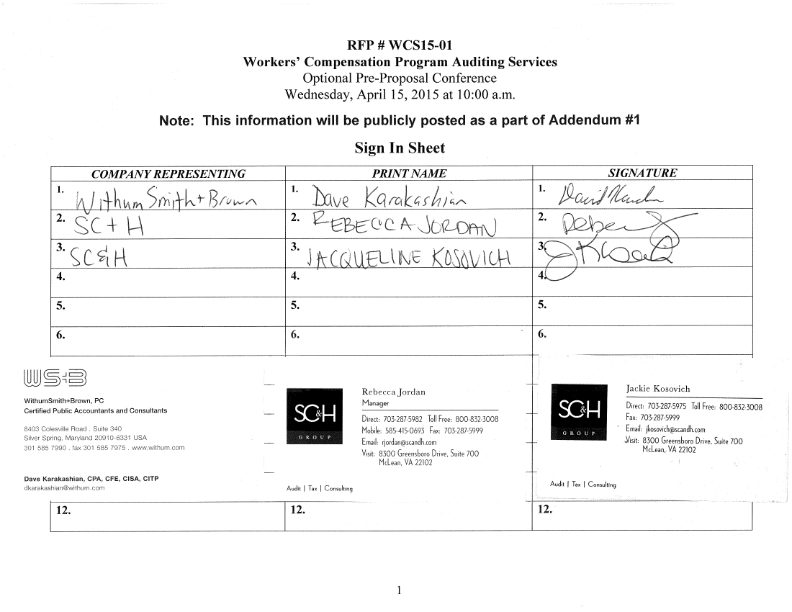 RFP # WCS15-01
Workers' Compensation Program Auditing Services
Optional Pre-Proposal Conference
Wednesday, April 15, 2015 at 10:00 a.m.
Note: This information will be publicly posted as a part of Addendum #1
Sign In Sheet
COMPANY REPRESENTING PRINT NAME SIGNATURE
1. Withum Smith + Brown 1. Dave Karakashian 1.
2. SC + H 2. REBECCA JORDAN 2.
3. SC&H 3. JACQUELINE KOSOVICH 3.
4. 4. 4.
5. 5. 5.
6. 6. 6.
WS+B
WithumSmith+Brown, PC
Certified Public Accountants and Consultants
8403 Colesville Road . Suite 340
Silver Spring, Maryland 20910-6331 USA
301 585 7990 . fax 301 585 7975 . www.withum.com
Dave Karakashian, CPA, CFE, CISA, CITP
dkarakashian@withum.com
SC&H
GROUP
Rebecca Jordan
Manager
Direct: 703-287-5982 Toll Free: 800-832-3008
Mobile: 585-415-0693 Fax: 703-287-5999
Email: rjordan@scandh.com
Visit: 8300 Greensboro Drive, Suite 700
McLean, VA 22102
Audit | Tax | Consulting
SC&H
GROUP
Jackie Kosovich
Direct: 703-287-5975 Toll Free: 800-832-3008
Fax: 703-287-5999
Email: jkosovich@scandh.com
Visit: 8300 Greensboro Drive, Suite 700
McLean, VA 22102
Audit | Tax | Consulting
12. 12. 12.
1